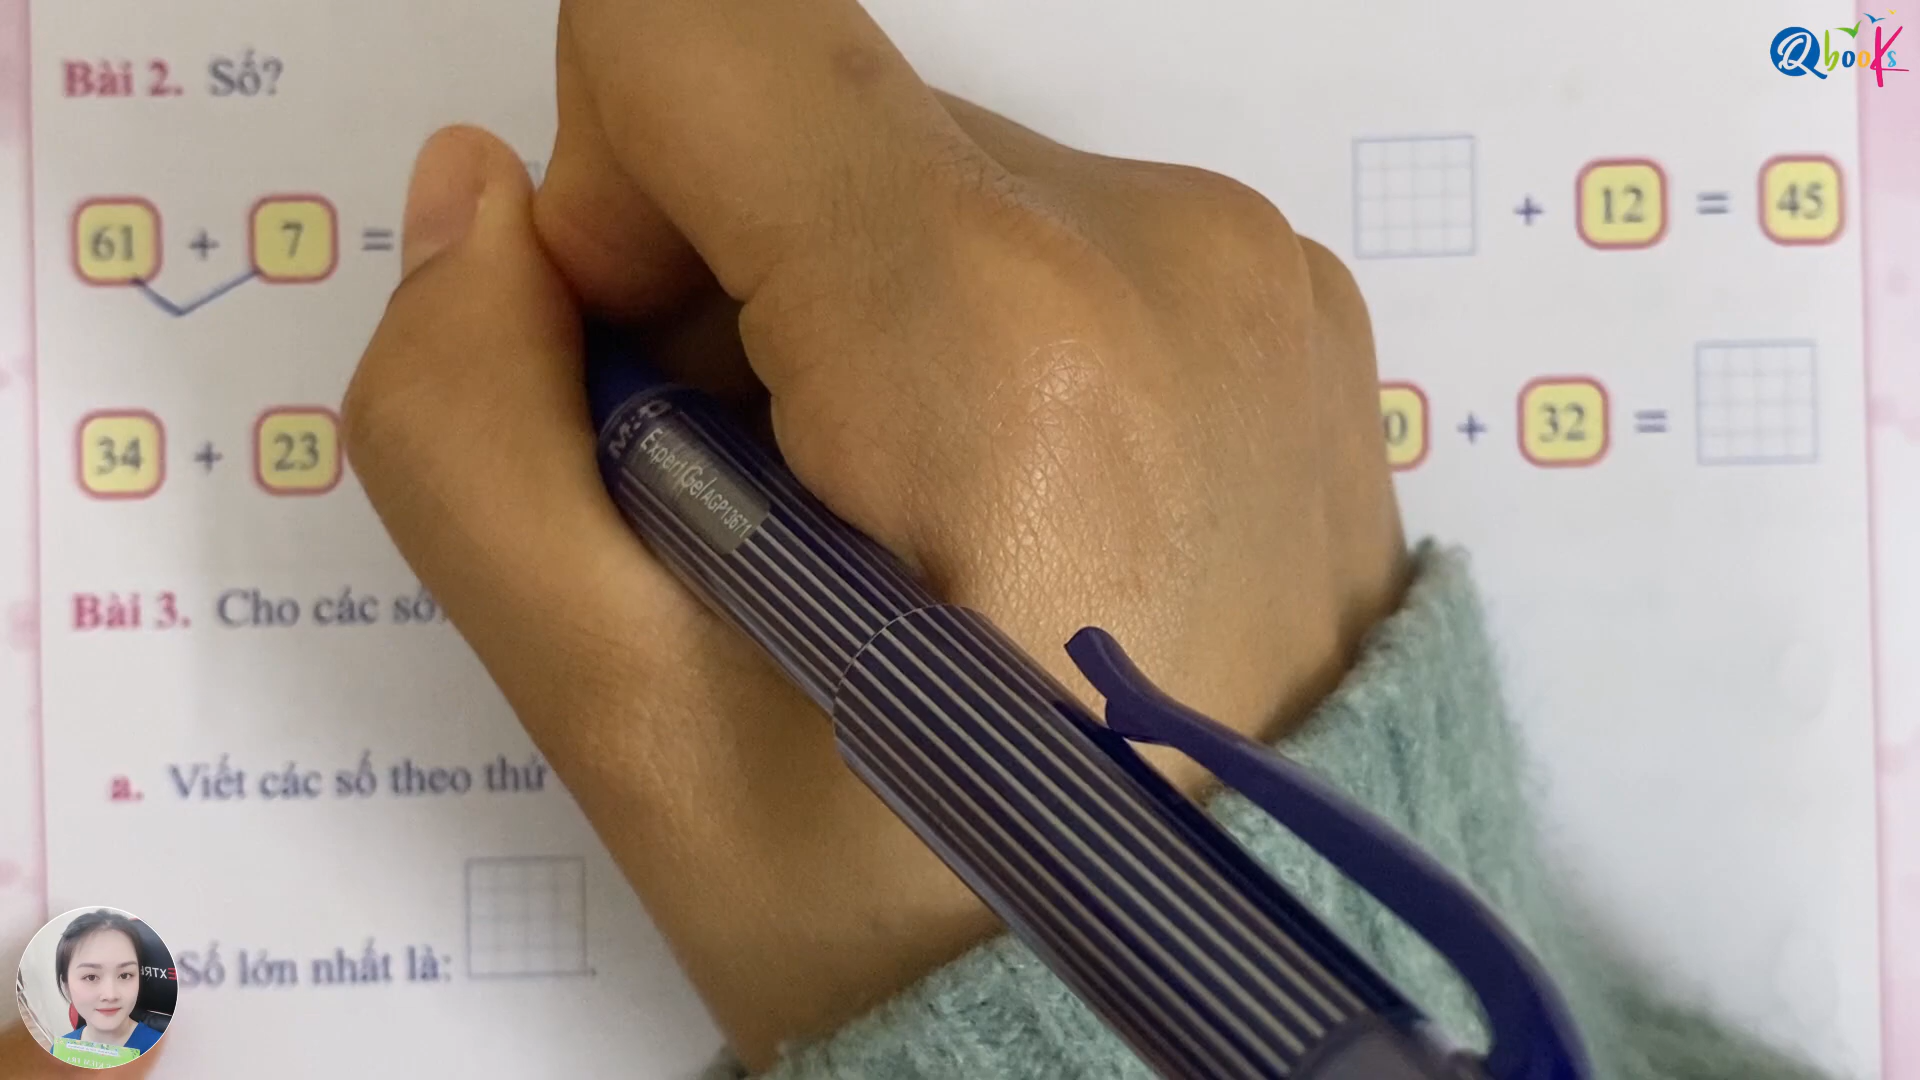 Qbooks
Bài 2. Số?
61 + 7 =
+ 12 = 45
34 + 23
0 + 32 =
M&G
Expert Gel AGP13671
Bài 3. Cho các số
a. Viết các số theo thứ
Số lớn nhất là: